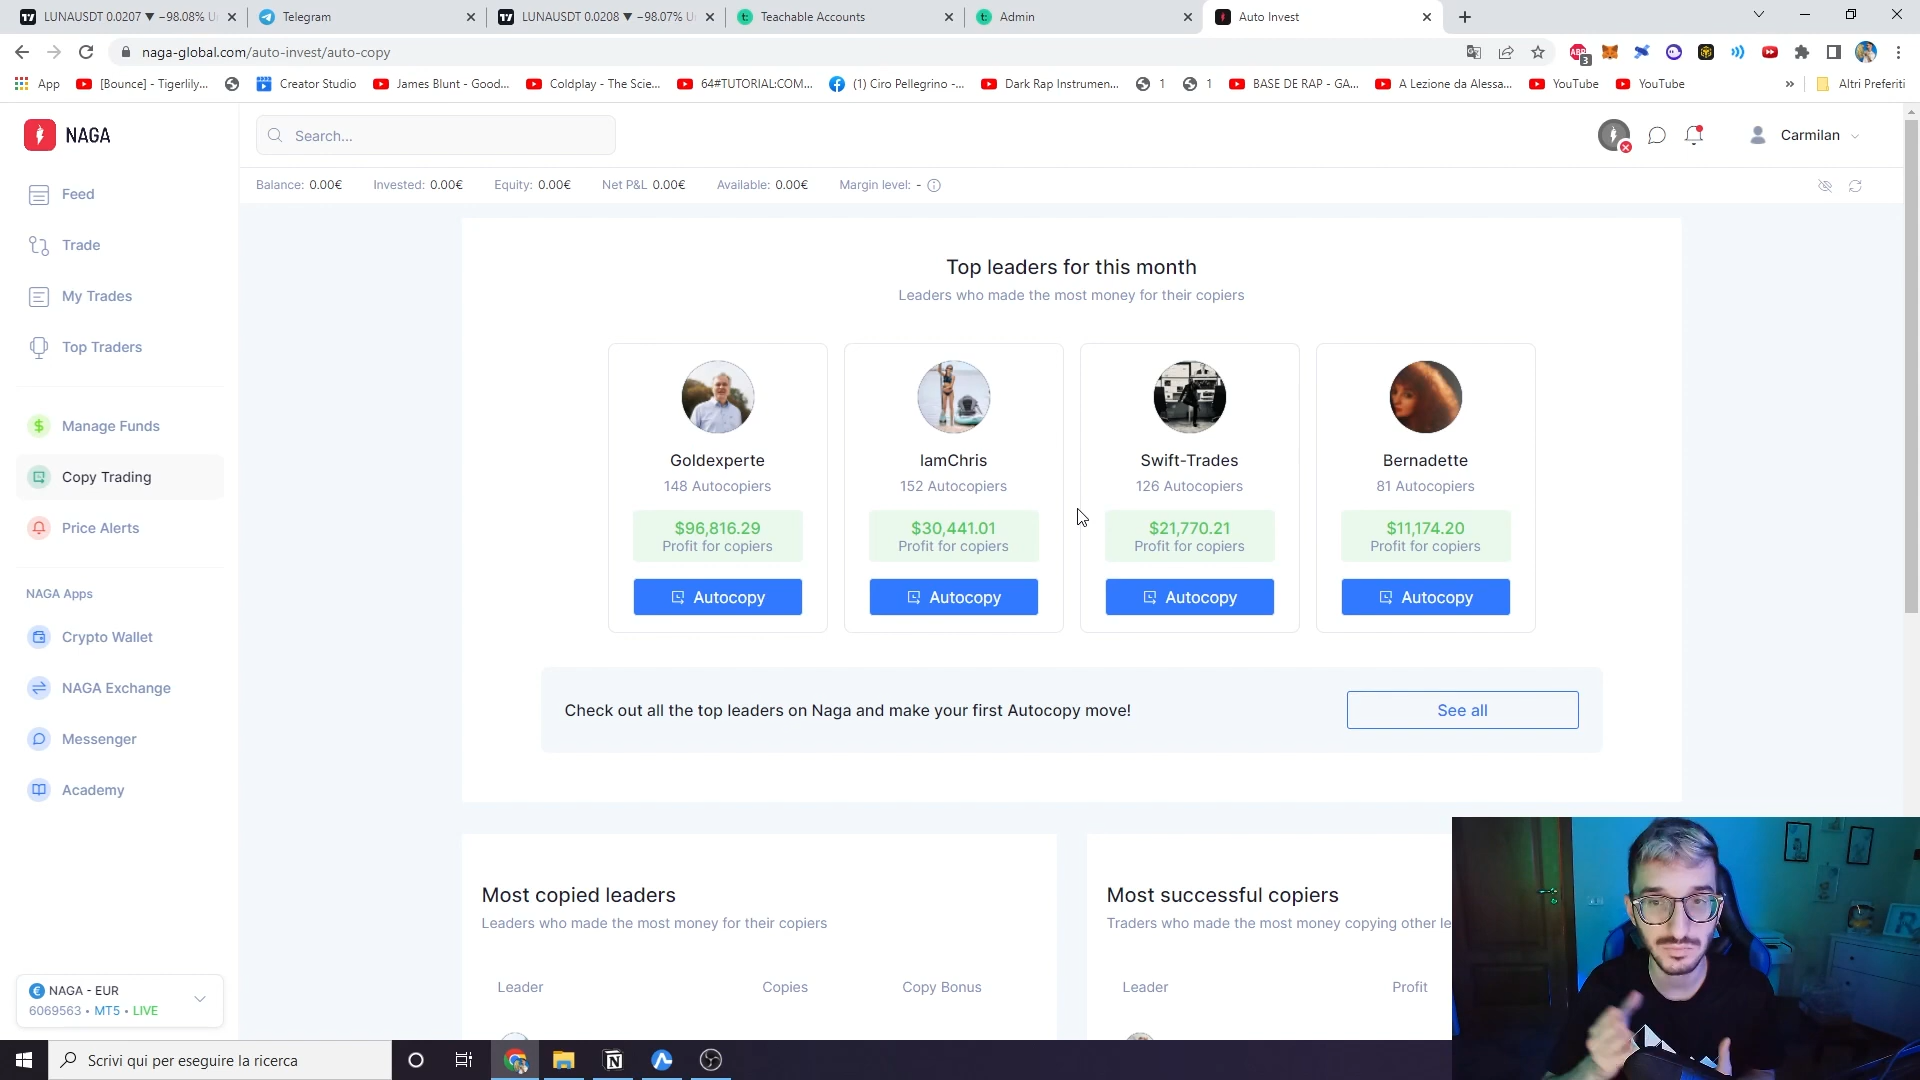 LUNAUSDT 0.0207 ▼ −98.08% U
Telegram
LUNAUSDT 0.0208 ▼ −98.07% U
Teachable Accounts
Admin
Auto Invest
naga-global.com/auto-invest/auto-copy
ABP
3
App
[Bounce] - Tigerlily...
Creator Studio
James Blunt - Good...
Coldplay - The Scie...
64#TUTORIAL:COM...
(1) Ciro Pellegrino -...
Dark Rap Instrumen...
1
1
BASE DE RAP - GA...
A Lezione da Alessa...
YouTube
YouTube
»
Altri Preferiti
NAGA
Search...
Carmilan
Balance: 0.00€
Invested: 0.00€
Equity: 0.00€
Net P&L 0.00€
Available: 0.00€
Margin level: -
Feed
Trade
My Trades
Top Traders
Manage Funds
Copy Trading
Price Alerts
NAGA Apps
Crypto Wallet
NAGA Exchange
Messenger
Academy
NAGA - EUR
6069563 • MT5 • LIVE
Top leaders for this month
Leaders who made the most money for their copiers
Goldexperte
148 Autocopiers
$96,816.29
Profit for copiers
Autocopy
IamChris
152 Autocopiers
$30,441.01
Profit for copiers
Autocopy
Swift-Trades
126 Autocopiers
$21,770.21
Profit for copiers
Autocopy
Bernadette
81 Autocopiers
$11,174.20
Profit for copiers
Autocopy
Check out all the top leaders on Naga and make your first Autocopy move!
See all
Most copied leaders
Leaders who made the most money for their copiers
Leader
Copies
Copy Bonus
Most successful copiers
Traders who made the most money copying other le
Leader
Profit
Scrivi qui per eseguire la ricerca